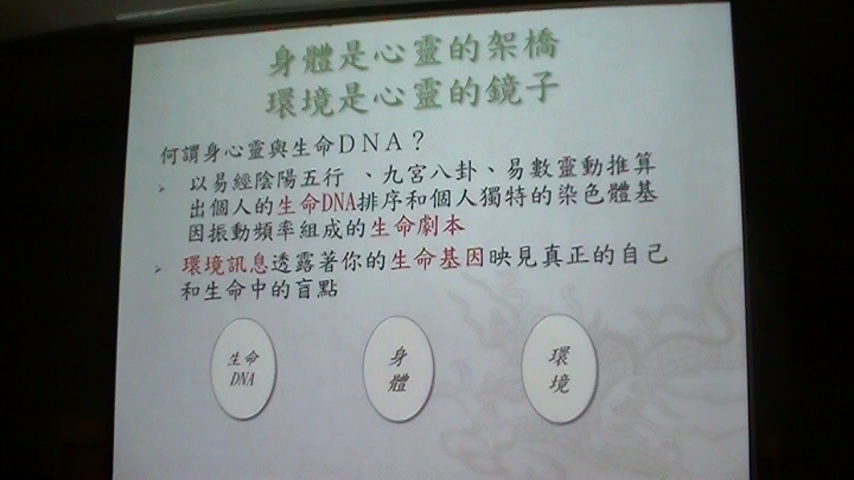 身體是心靈的架橋
環境是心靈的鏡子
何謂身心靈與生命DNA？
以易經陰陽五行 、九宮八卦、易數靈動推算
出個人的生命DNA排序和個人獨特的染色體基
因振動頻率組成的生命劇本
環境訊息透露著你的生命基因映見真正的自己
和生命中的盲點
生命
DNA
身
體
環
境